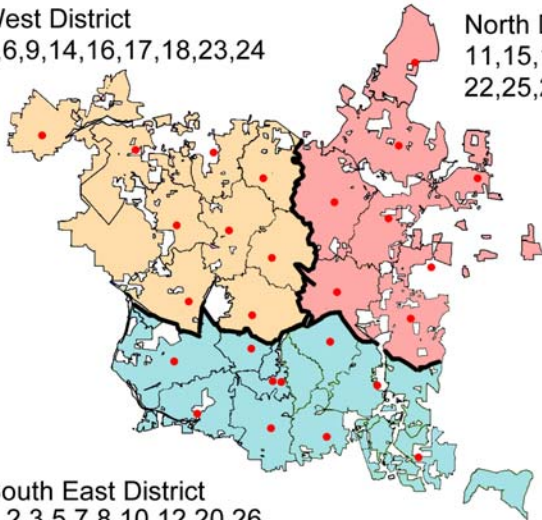 West District
6,9,14,16,17,18,23,24
North
11,15,
22,25,
South East District
2,3,5,7,8,10,12,20,26